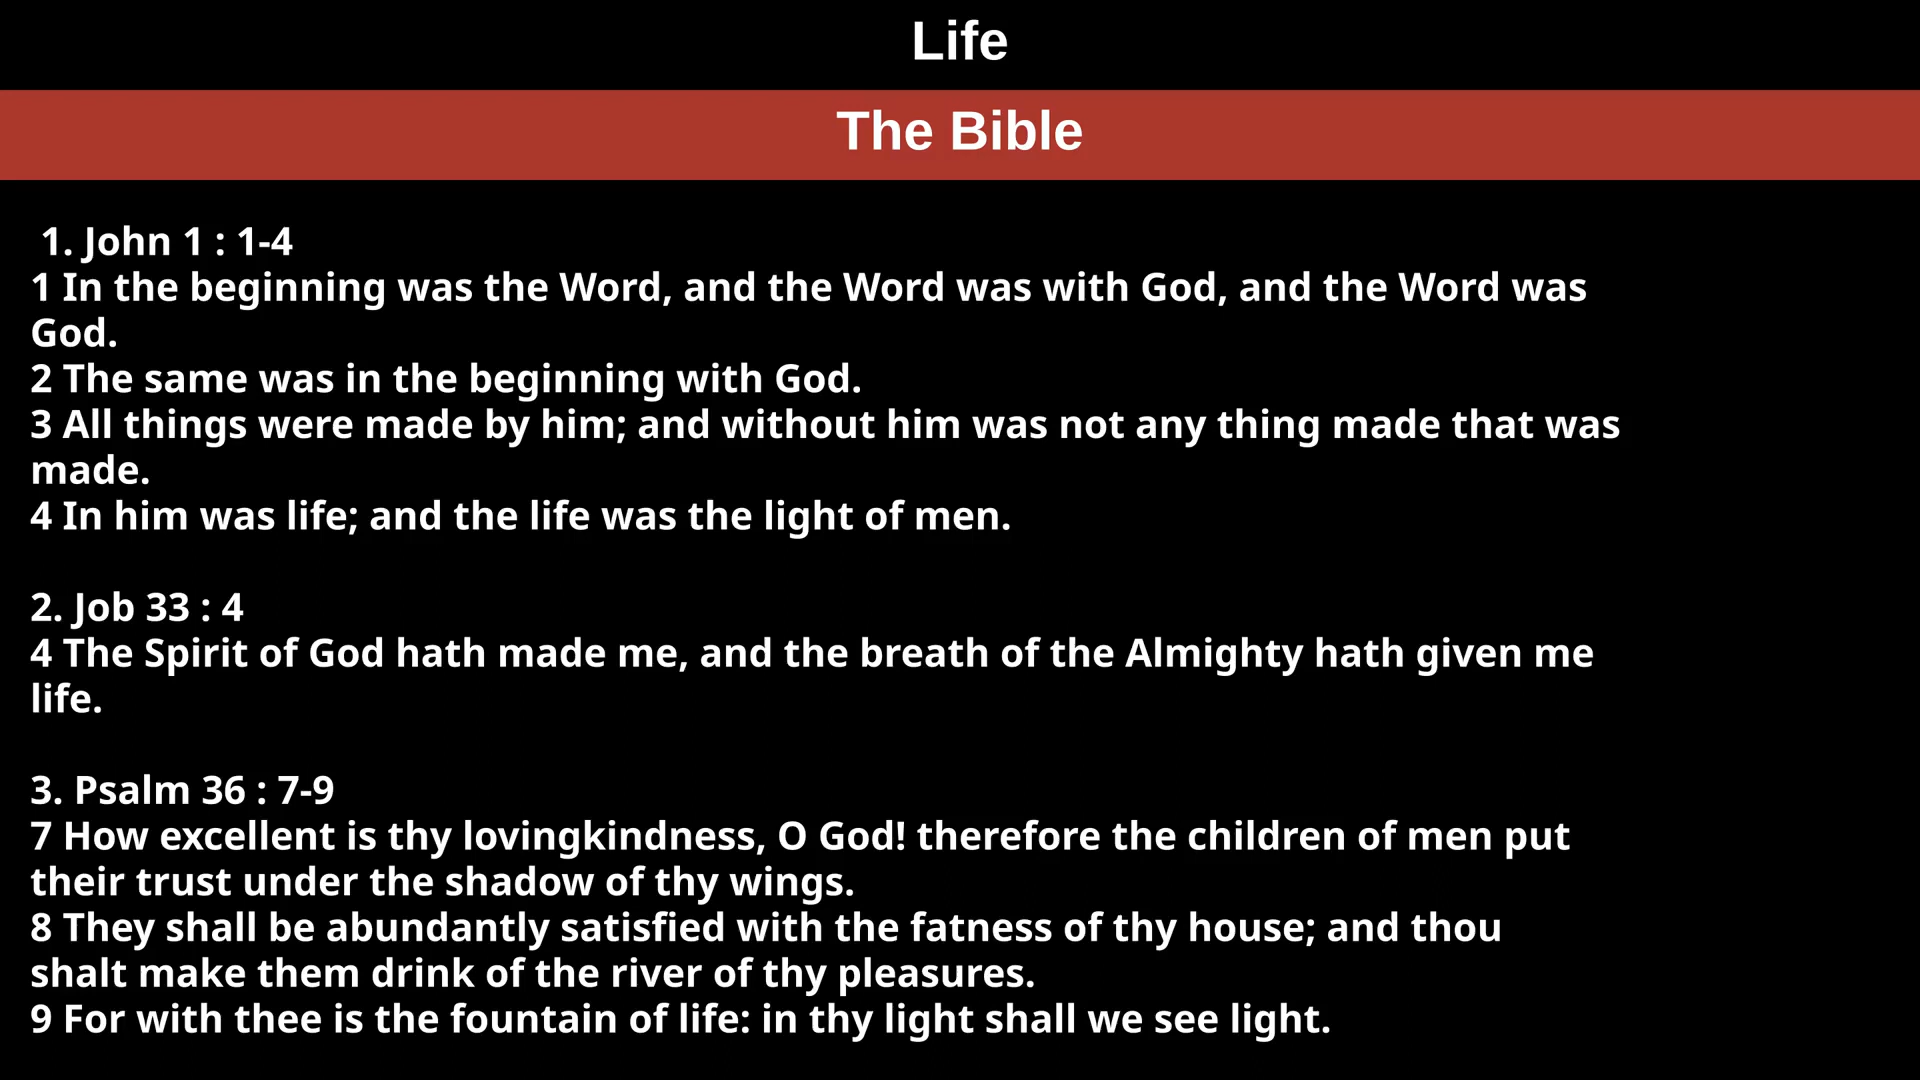 Life
The Bible
1. John 1 : 1-4
1 In the beginning was the Word, and the Word was with God, and the Word was
God.
2 The same was in the beginning with God.
3 All things were made by him; and without him was not any thing made that was
made.
4 In him was life; and the life was the light of men.
2. Job 33 : 4
4 The Spirit of God hath made me, and the breath of the Almighty hath given me
life.
3. Psalm 36 : 7-9
7 How excellent is thy lovingkindness, O God! therefore the children of men put
their trust under the shadow of thy wings.
8 They shall be abundantly satisfied with the fatness of thy house; and thou
shalt make them drink of the river of thy pleasures.
9 For with thee is the fountain of life: in thy light shall we see light.